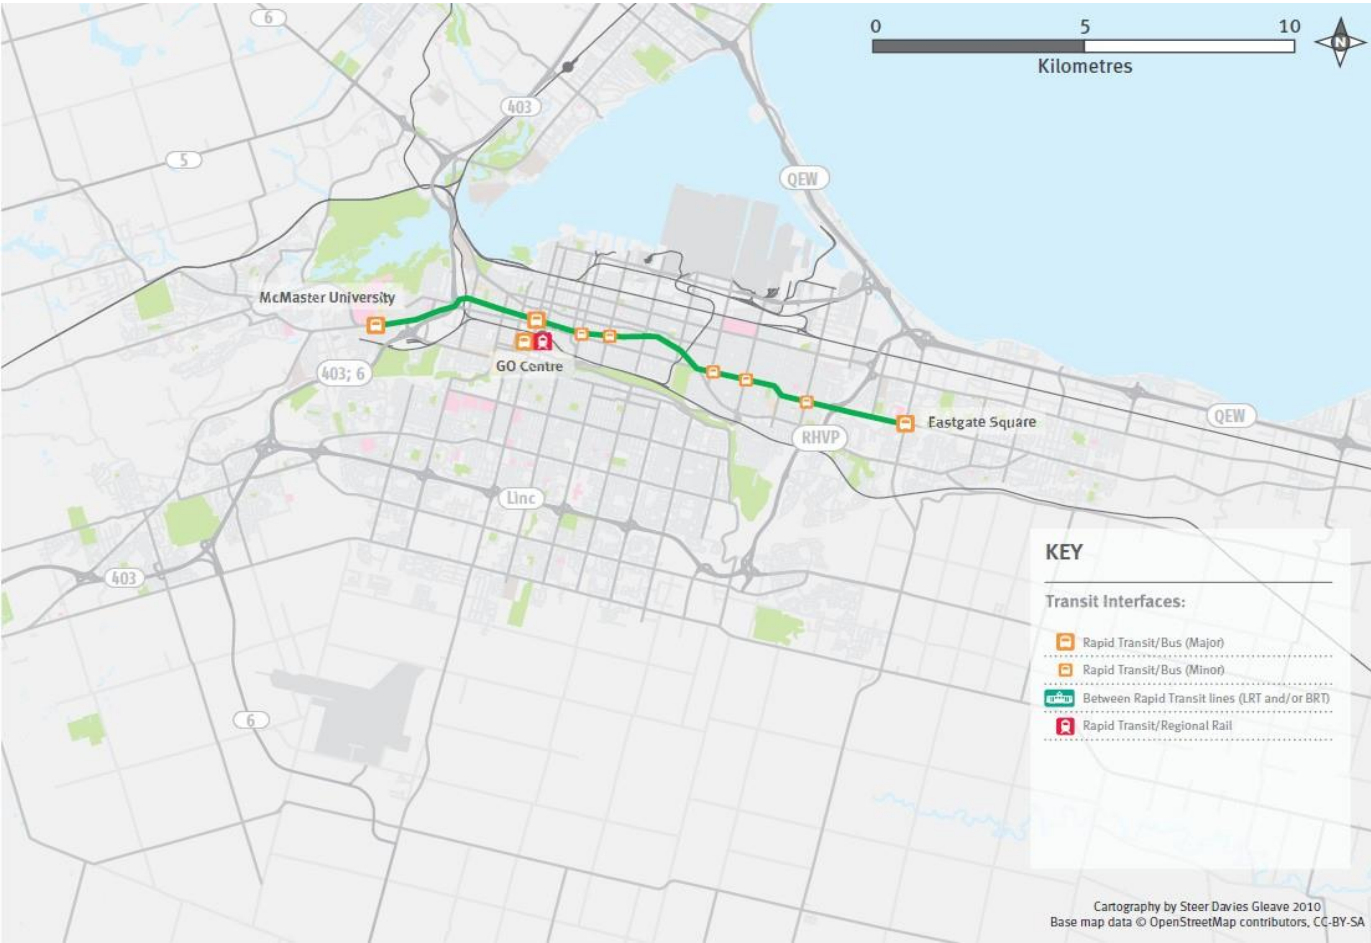 0 5 10
Kilometres
N
6
403
5
QEW
McMaster University
GO Centre
403; 6
Eastgate Square
QEW
RHVP
Linc
403
6
KEY
Transit Interfaces:
Rapid Transit/Bus (Major)
Rapid Transit/Bus (Minor)
Between Rapid Transit lines (LRT and/or BRT)
Rapid Transit/Regional Rail
Cartography by Steer Davies Gleave 2010
Base map data © OpenStreetMap contributors, CC-BY-SA